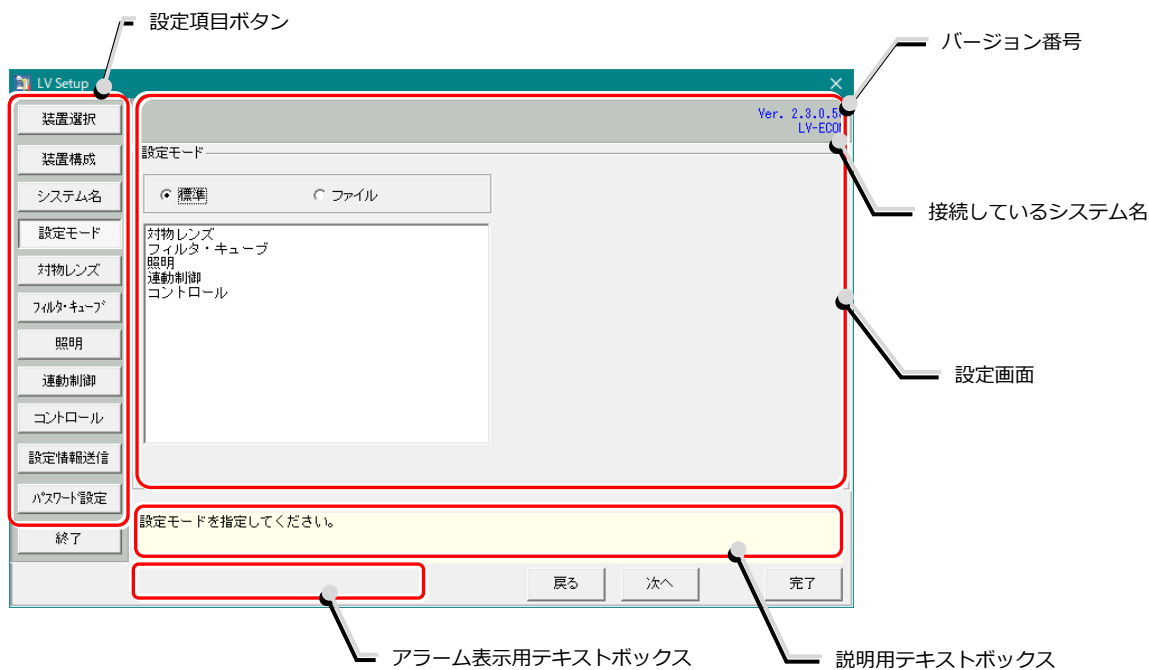 設定項目ボタン
バージョン番号
LV Setup
装置選択
装置構成
システム名
設定モード
対物レンズ
フィルタ・キューブ
照明
連動制御
コントロール
設定情報送信
パスワード設定
終了
Ver. 2.3.0.5
LV-ECO
設定モード
標準
ファイル
対物レンズ
フィルタ・キューブ
照明
連動制御
コントロール
接続しているシステム名
設定画面
設定モードを指定してください。
戻る
次へ
完了
アラーム表示用テキストボックス
説明用テキストボックス